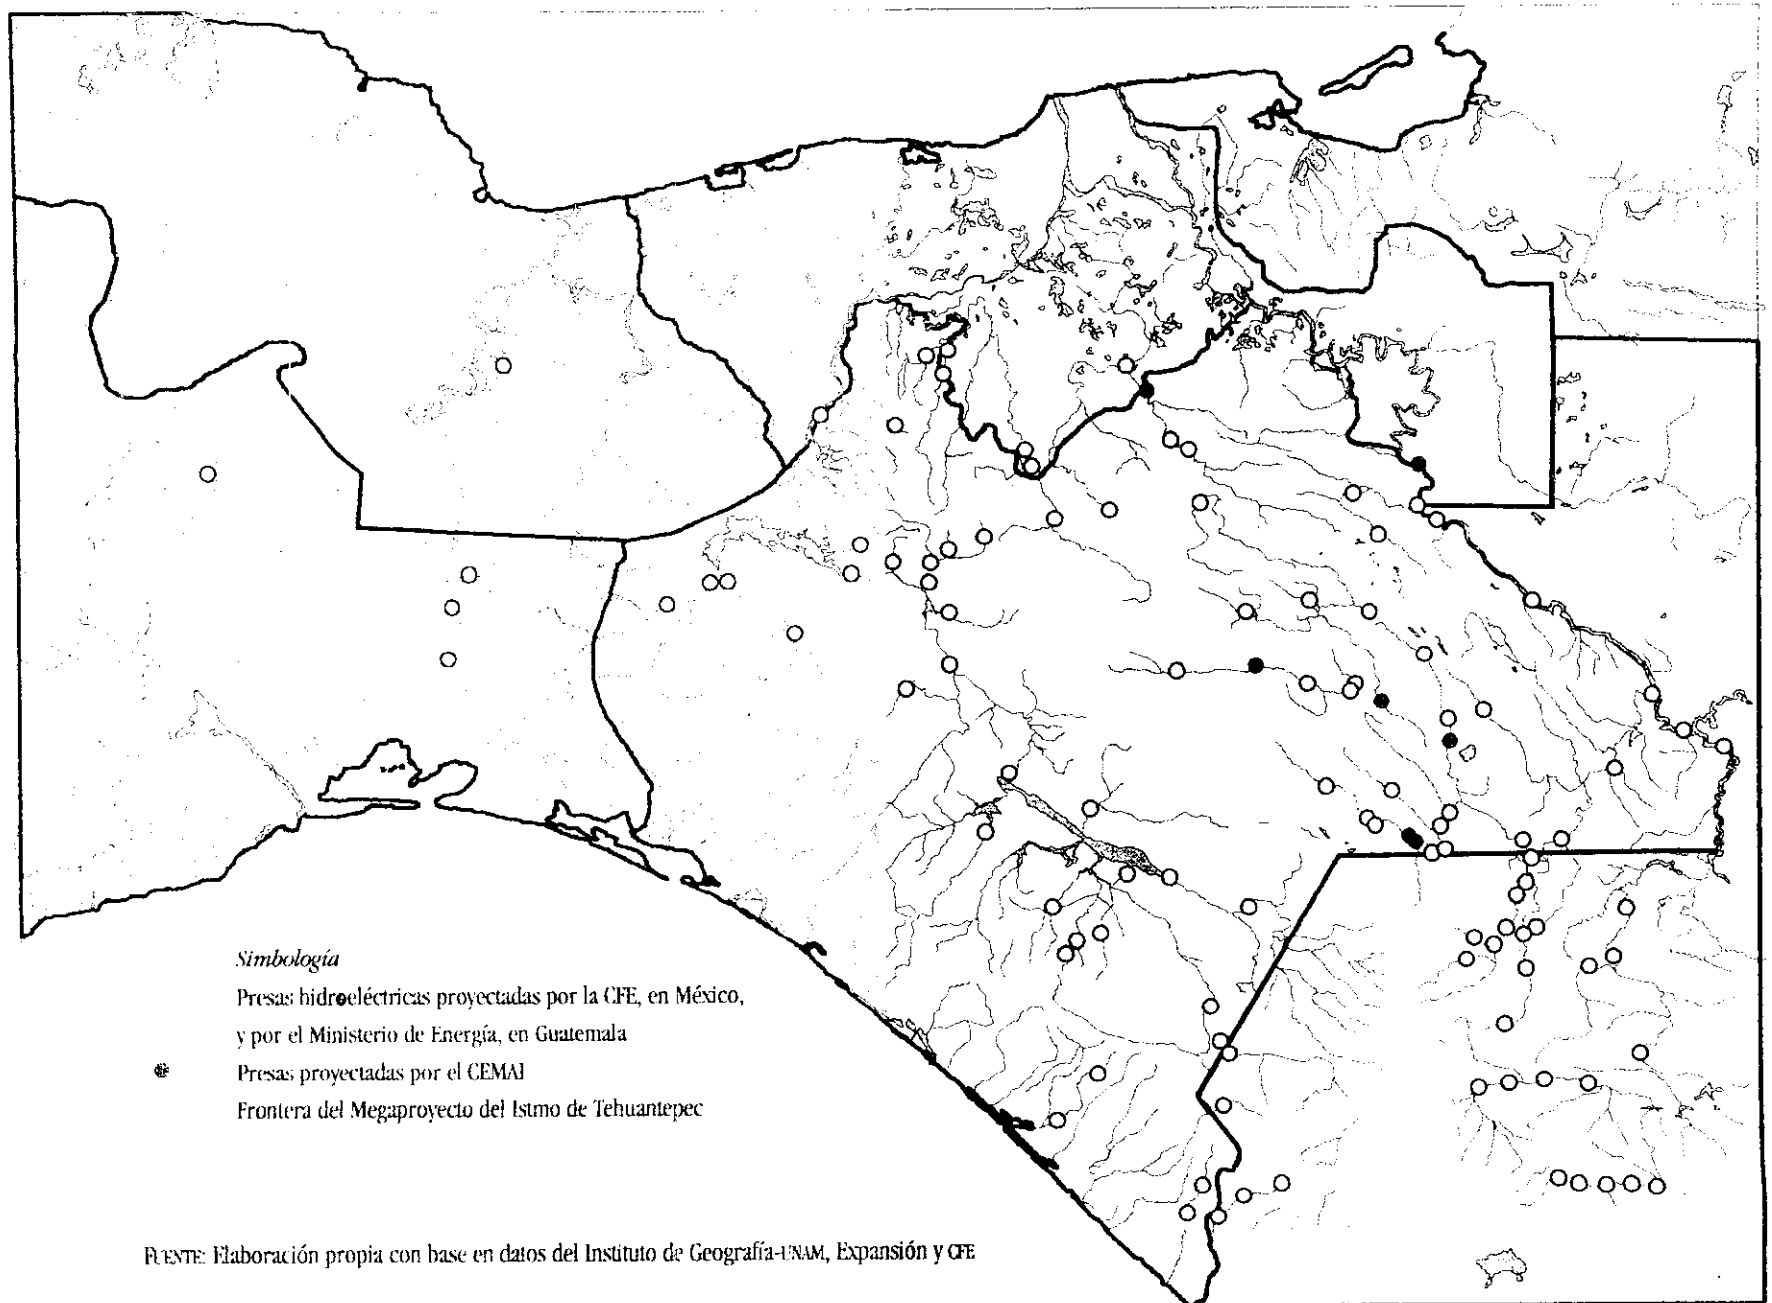 Simbología
Presas hidroeléctricas proyectadas por la CFE, en México,
y por el Ministerio de Energía, en Guatemala
Presas proyectadas por el CEMAI
Frontera del Megaproyecto del Istmo de Tehuantepec
FUENTE: Elaboración propia con base en datos del Instituto de Geografía-UNAM, Expansión y CFE